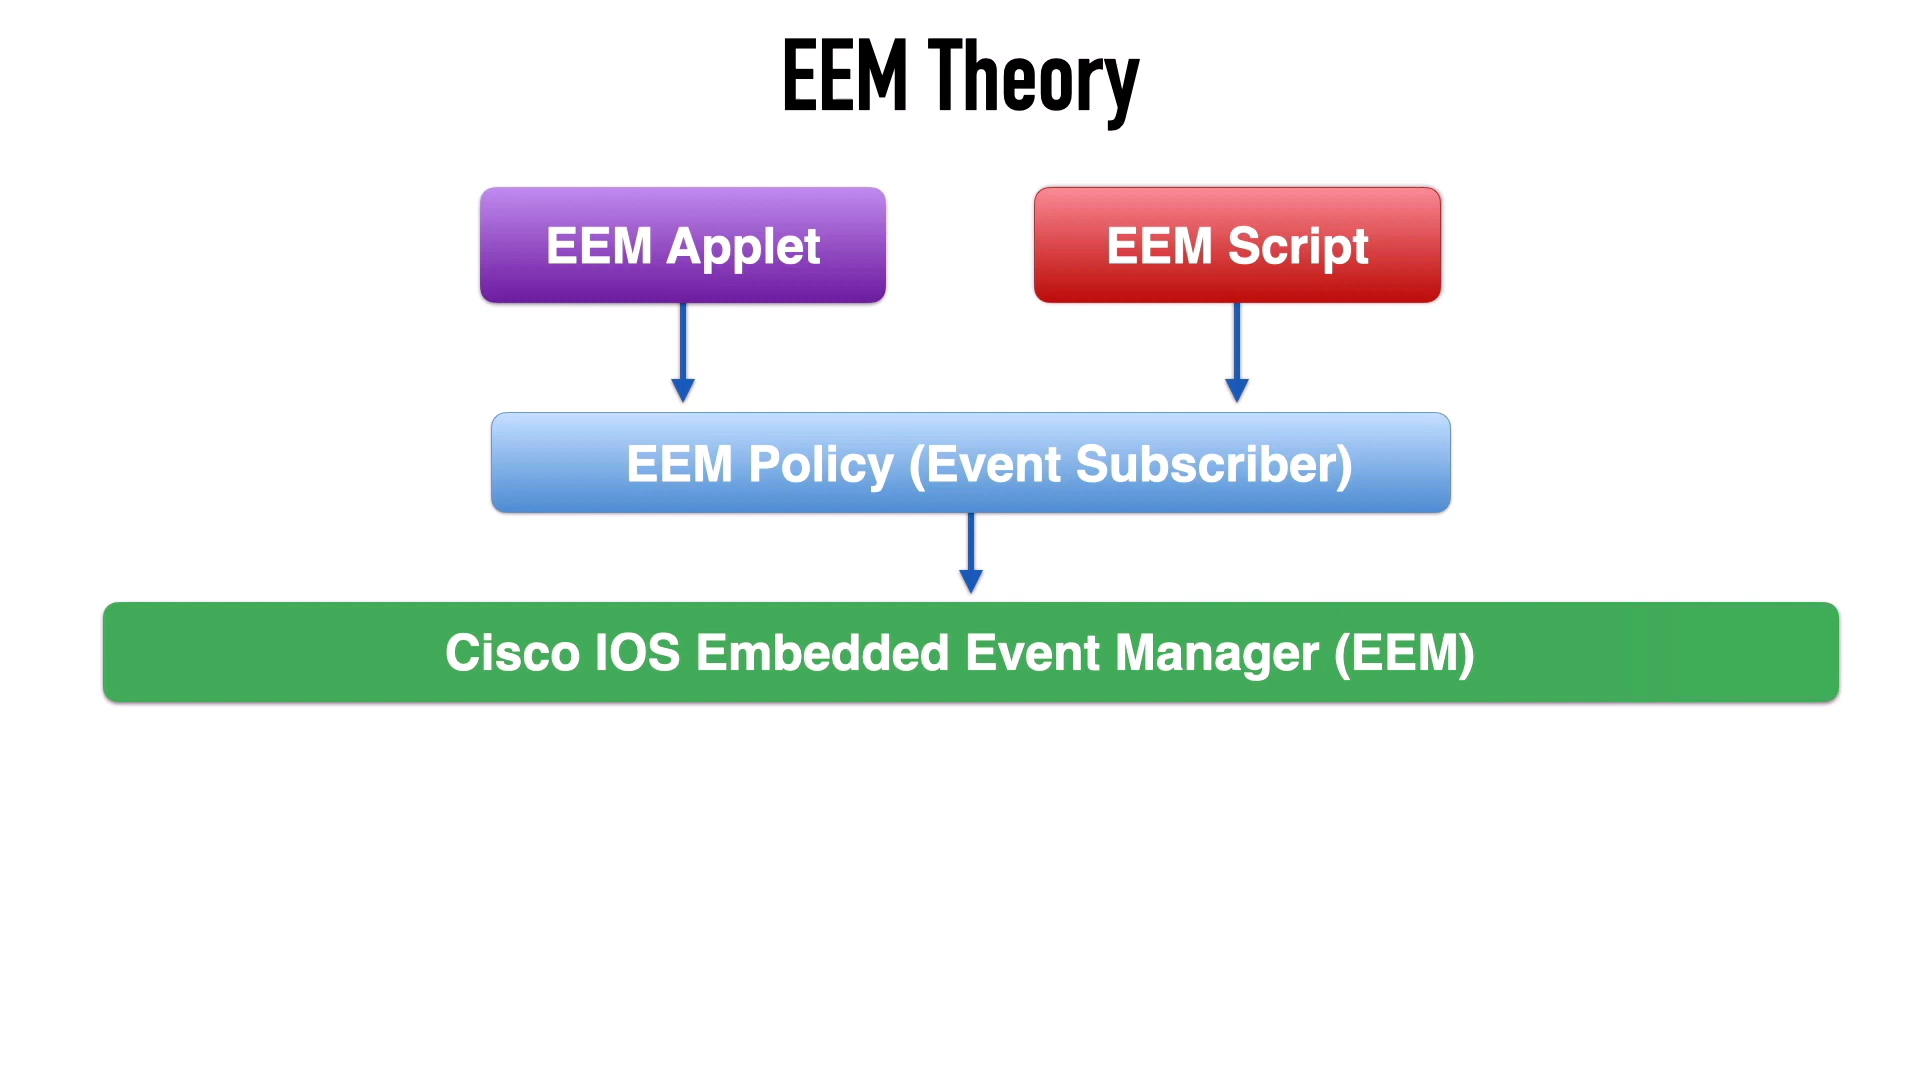 EEM Theory
EEM Applet
EEM Script
EEM Policy (Event Subscriber)
Cisco IOS Embedded Event Manager (EEM)